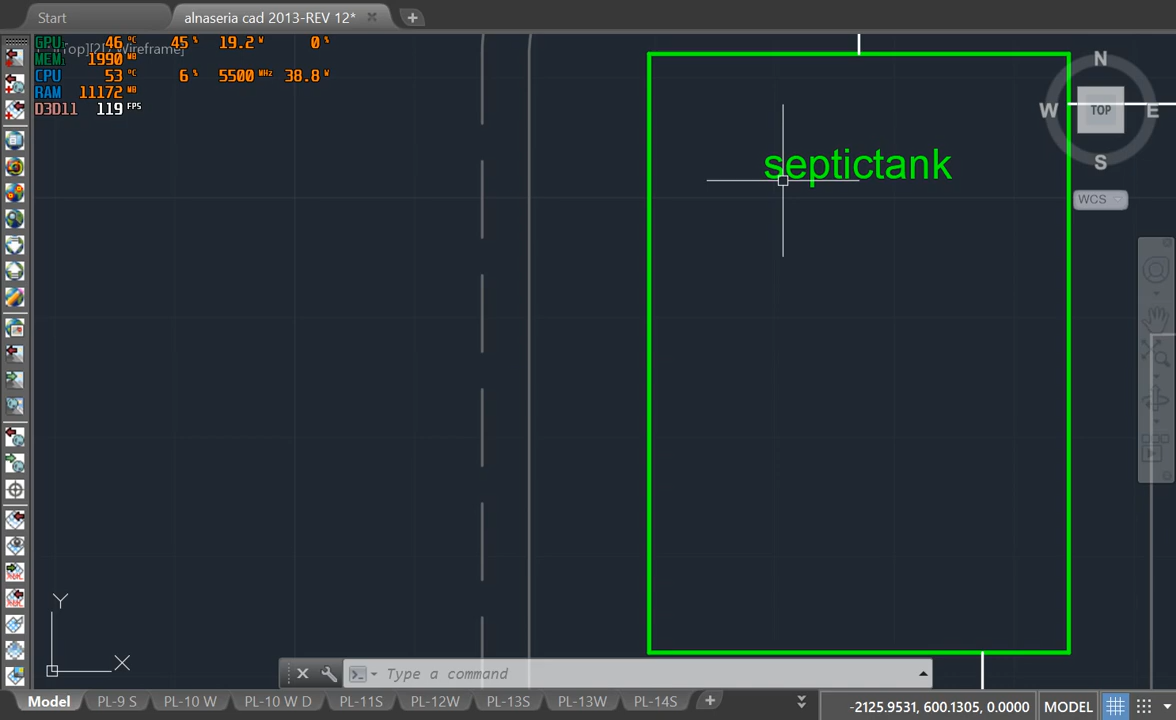 Start
alnaseria cad 2013-REV 12*
GPU 46 °C 45 % 19.2 W 0 %
Top][2D Wireframe]
MEM 1990 MB
CPU 53 °C 6 % 5500 MHz 38.8 W
RAM 11172 MB
D3D11 119 FPS
N
W TOP E
S
WCS
septictank
Y
X
Type a command
Model PL-9 S PL-10 W PL-10 W D PL-11S PL-12W PL-13S PL-13W PL-14S
-2125.9531, 600.1305, 0.0000 MODEL